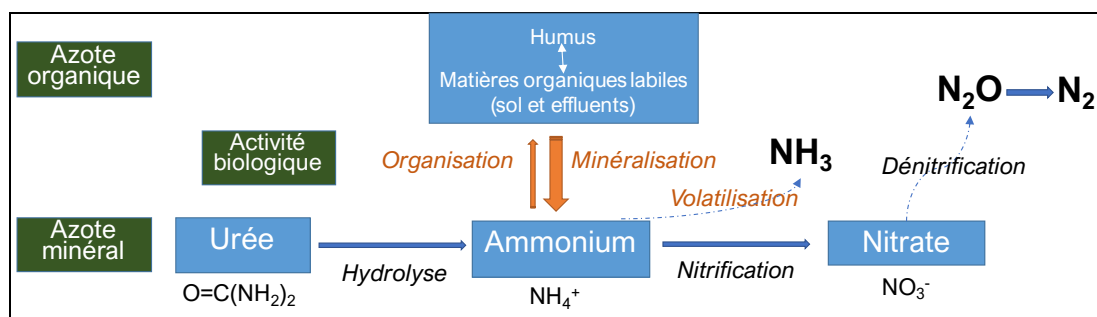 Azote
organique
Humus
Matières organiques labiles
(sol et effluents)
N₂O
N₂
Activité
biologique
Organisation
Minéralisation
NH₃
Dénitrification
Volatilisation
Azote
minéral
Urée
Ammonium
Nitrate
Hydrolyse
Nitrification
O=C(NH₂)₂
NH₄⁺
NO₃⁻